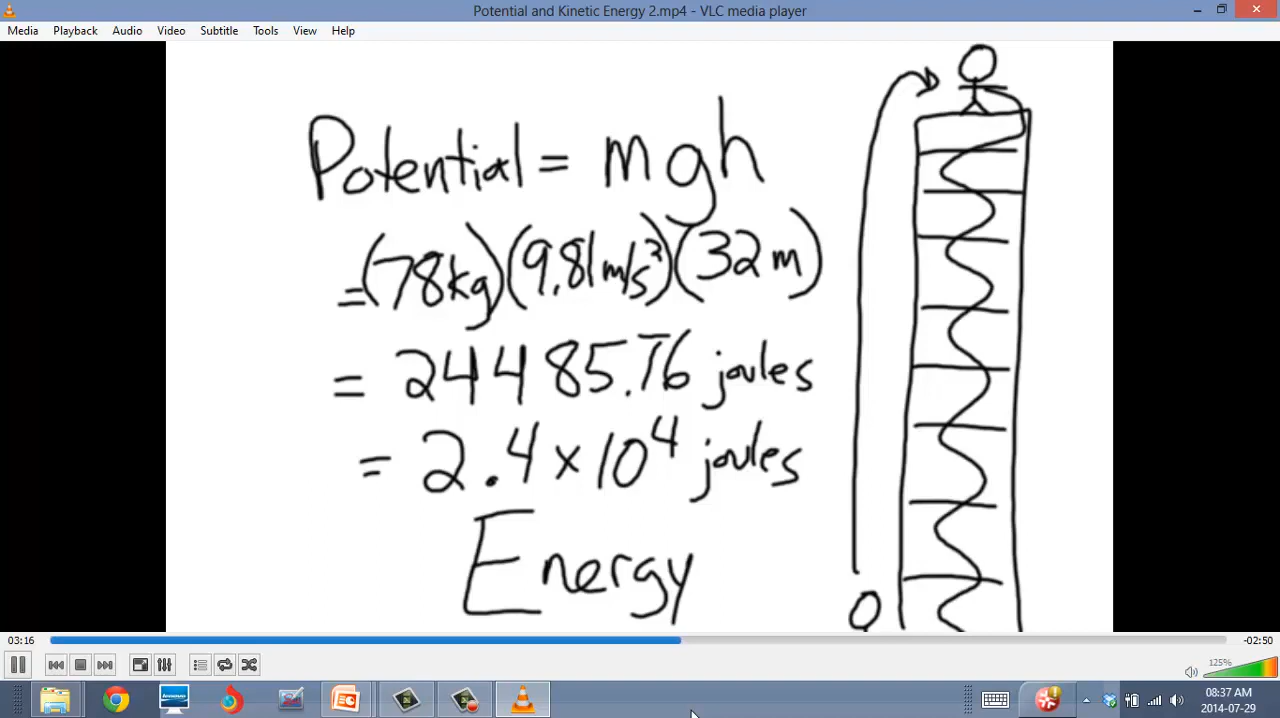 Potential and Kinetic Energy 2.mp4 - VLC media player
Media Playback Audio Video Subtitle Tools View Help
Potential = mgh
= (78kg)(9.81m/s²)(32m)
= 24485.76 joules
= 2.4 x 10⁴ joules
Energy
0
03:16
-02:50
125%
08:37 AM
2014-07-29